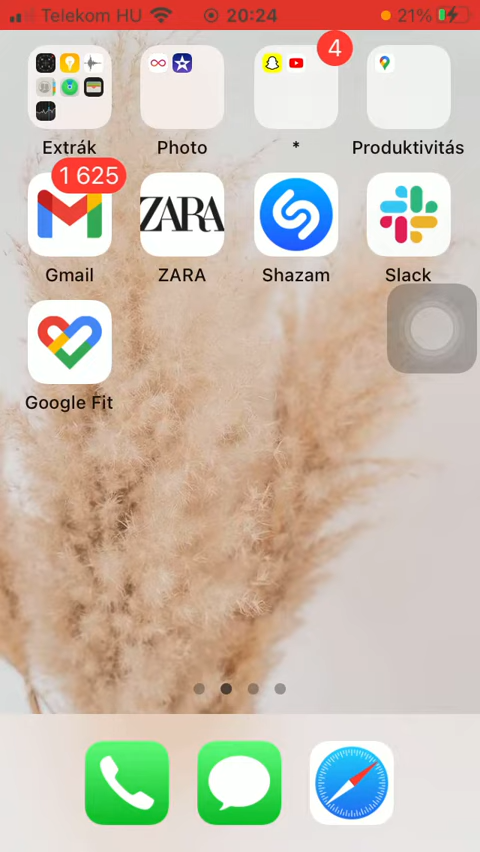 Telekom HU 20:24 21%
4
Extrák Photo * Produktivitás
1 625
ZARA
Gmail ZARA Shazam Slack
Google Fit